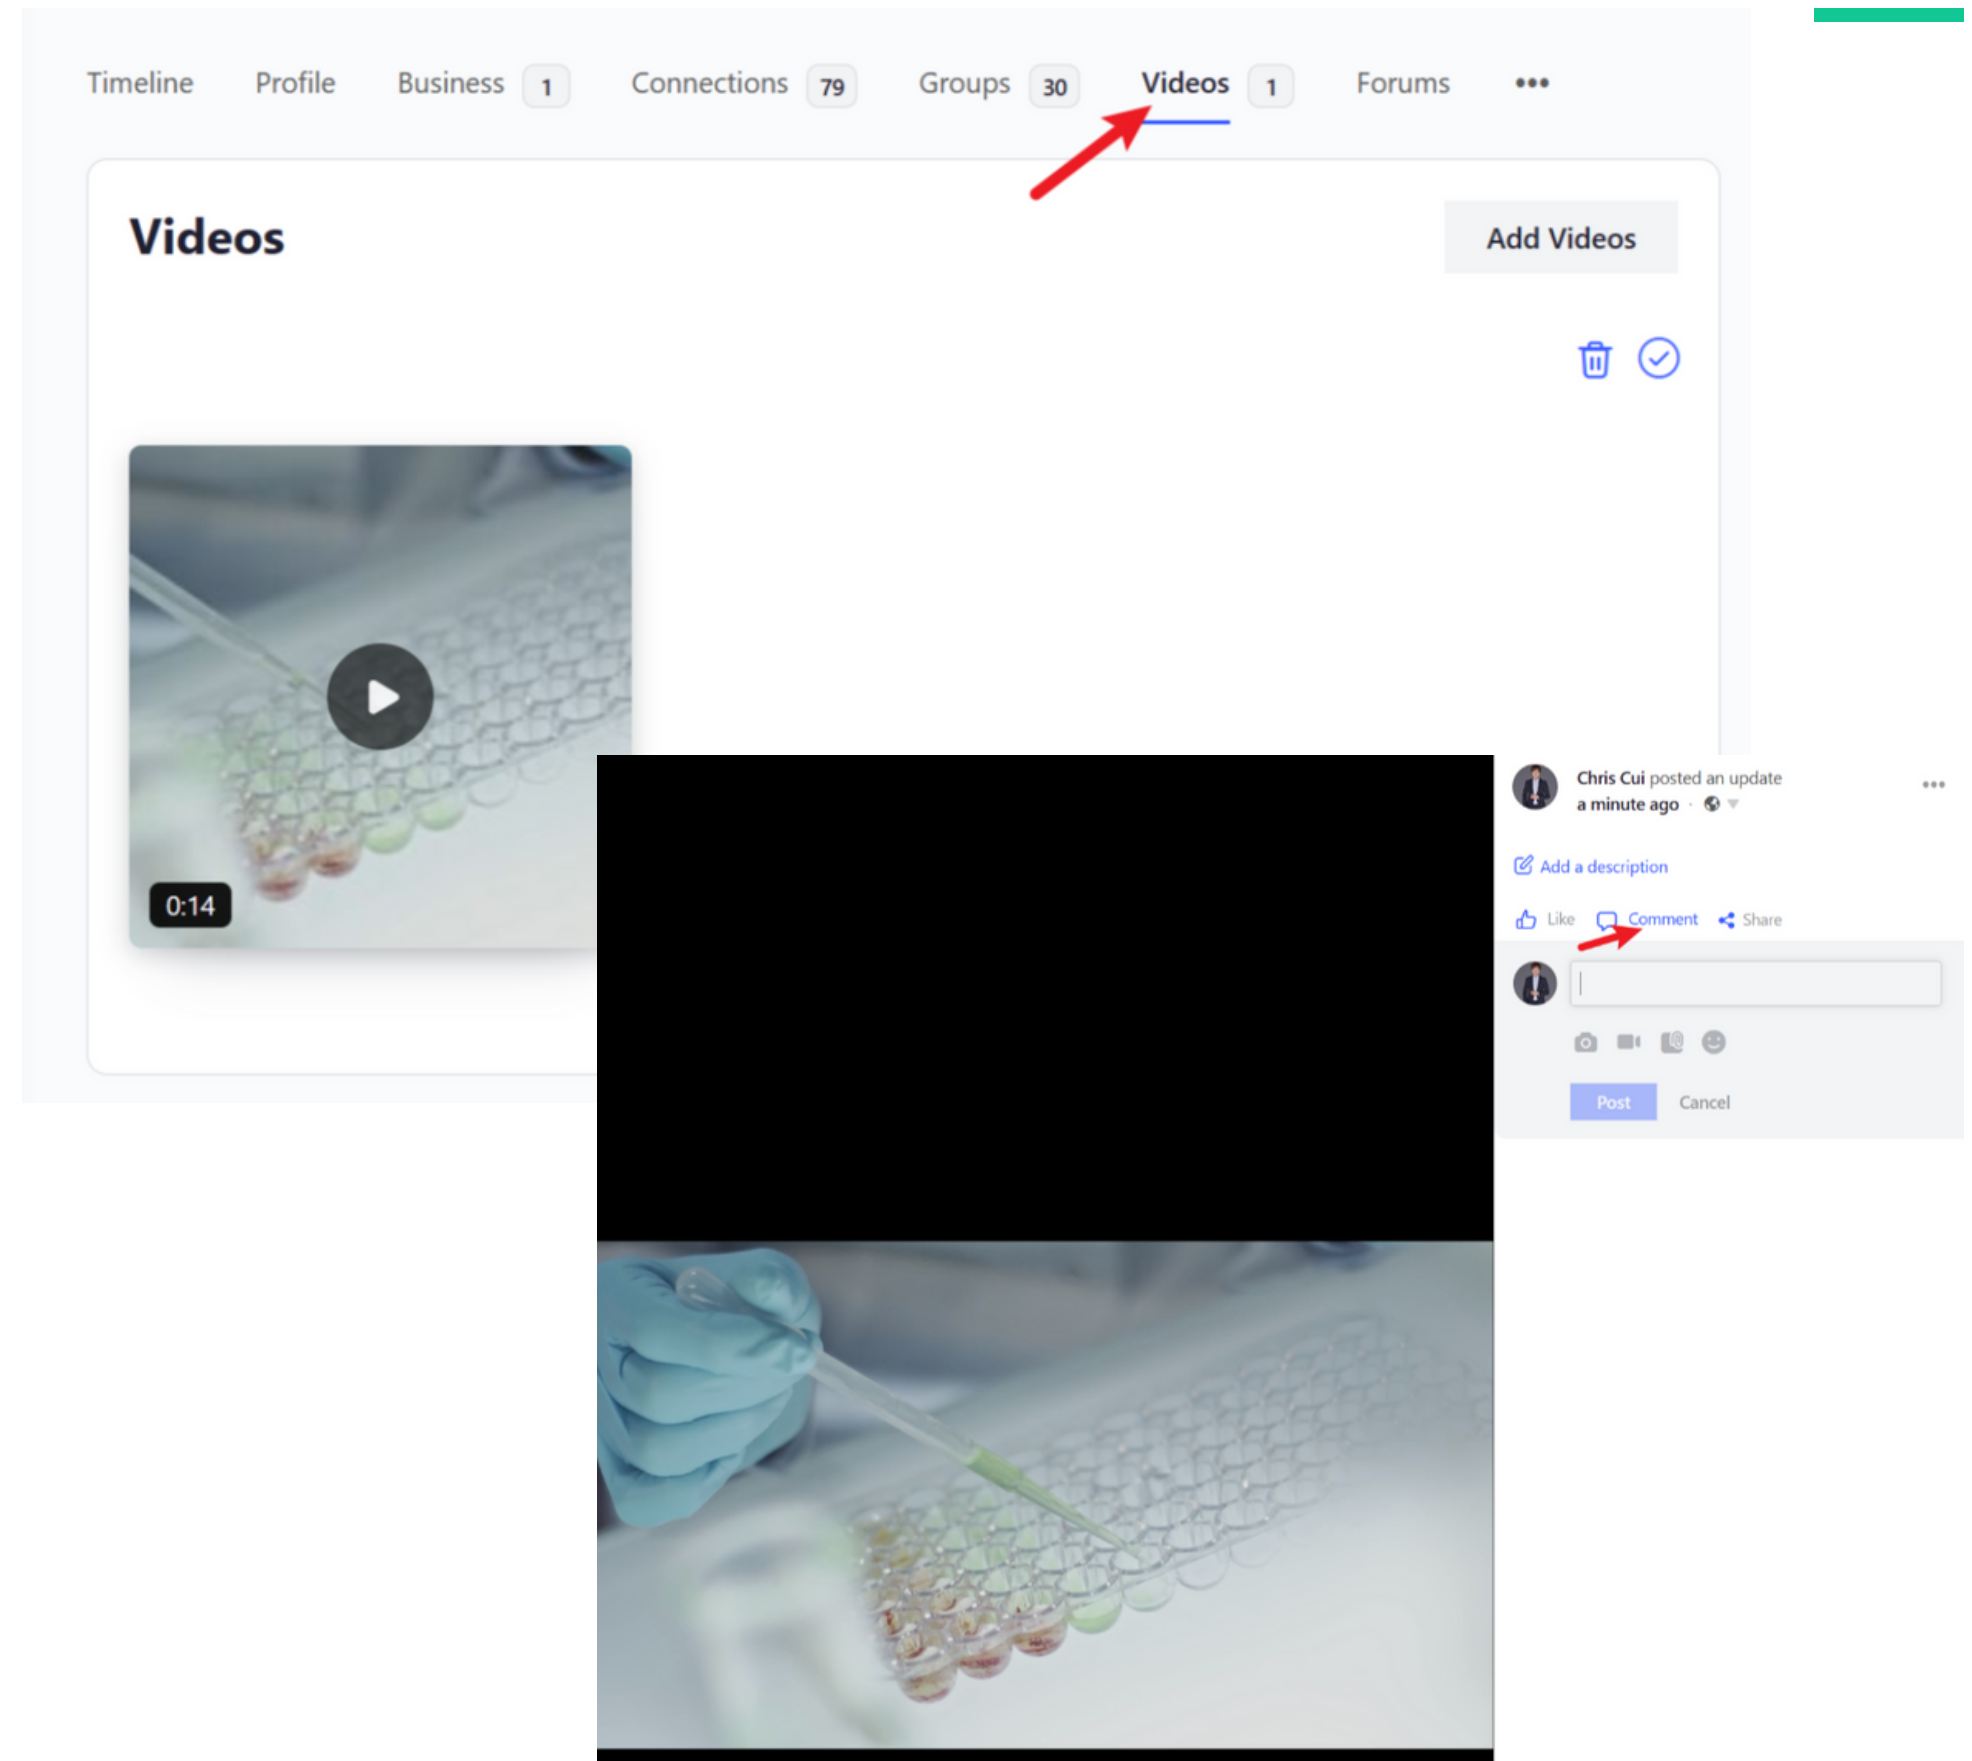 Timeline Profile Business 1 Connections 79 Groups 30 Videos 1 Forums •••
Videos
Add Videos
0:14
Chris Cui posted an update
a minute ago ·
Add a description
Like Comment Share
Post Cancel